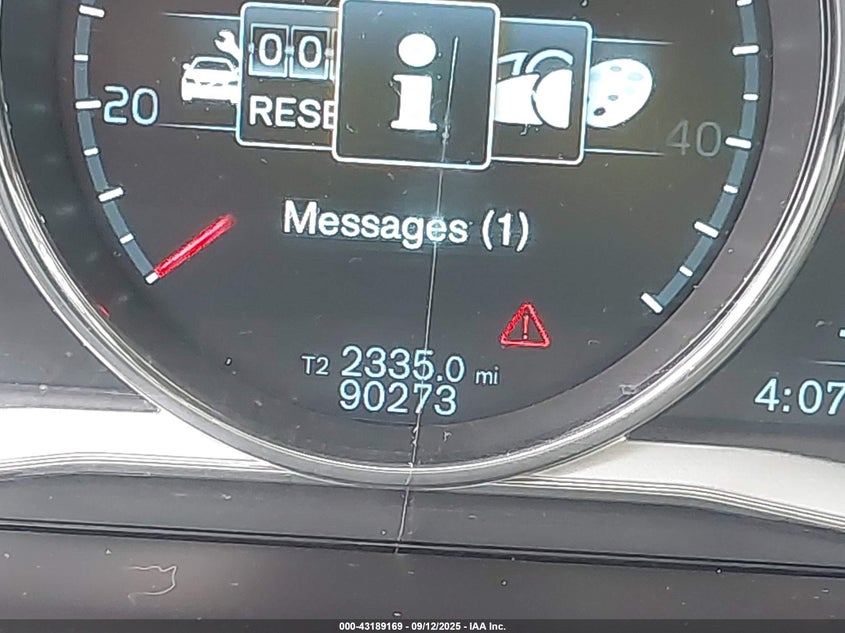 20
00
RESE
40
Messages (1)
T2 2335.0 mi
90273
4:07
000-43189169 - 09/12/2025 - IAA Inc.